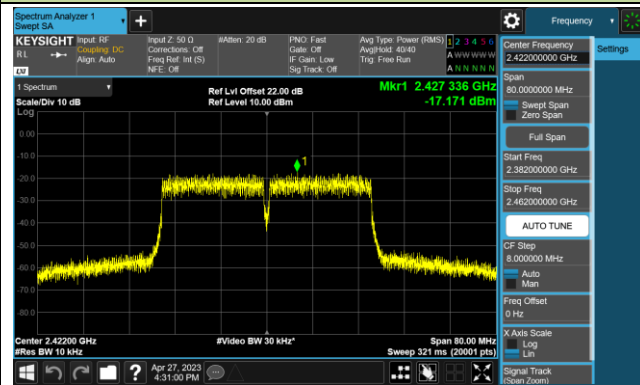 Spectrum Analyzer 1
Swept SA
Frequency
KEYSIGHT
Input: RF
Coupling: DC
Align: Auto
Input Z: 50 Ω
Corrections: Off
Freq Ref: Int (S)
NFE: Off
#Atten: 20 dB
PNO: Fast
Gate: Off
IF Gain: Low
Sig Track: Off
Avg Type: Power (RMS)
Avg|Hold: 40/40
Trig: Free Run
1 2 3 4 5 6
A W W W W W
A N N N N N
R L
LXI
1 Spectrum
Scale/Div 10 dB
Ref Lvl Offset 22.00 dB
Ref Level 10.00 dBm
Mkr1 2.427 336 GHz
-17.171 dBm
Log
0.00
-10.0
-20.0
-30.0
-40.0
-50.0
-60.0
-70.0
-80.0
1
Center 2.42200 GHz
#Res BW 10 kHz
#Video BW 30 kHz*
Span 80.00 MHz
Sweep 321 ms (20001 pts)
Center Frequency
2.422000000 GHz
Settings
Span
80.0000000 MHz
Swept Span
Zero Span
Full Span
Start Freq
2.382000000 GHz
Stop Freq
2.462000000 GHz
AUTO TUNE
CF Step
8.000000 MHz
Auto
Man
Freq Offset
0 Hz
X Axis Scale
Log
Lin
Signal Track
(Span Zoom)
Apr 27, 2023
4:31:00 PM